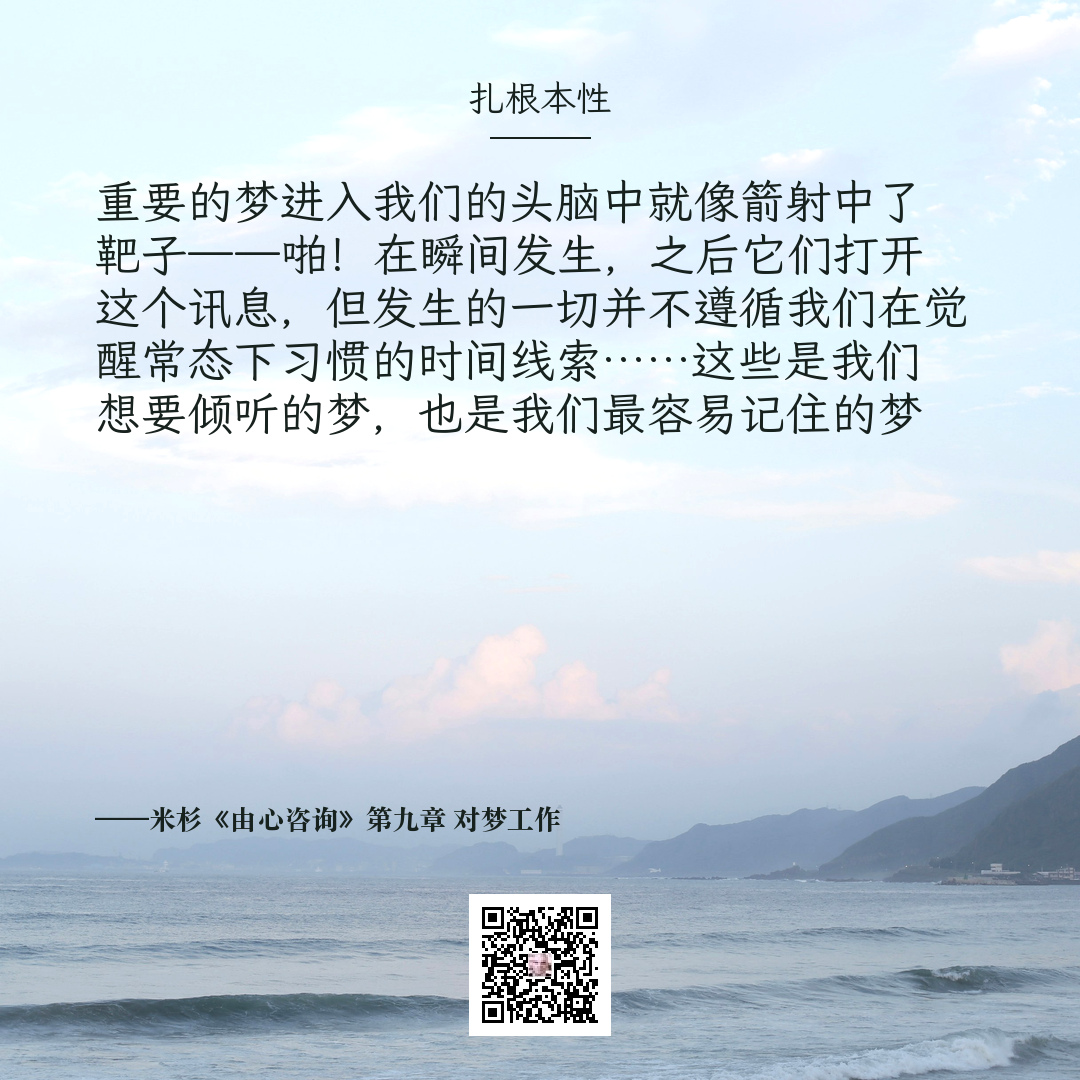 扎根本性
重要的梦进入我们的头脑中就像箭射中了
靶子——啪！在瞬间发生，之后它们打开
这个讯息，但发生的一切并不遵循我们在觉
醒常态下习惯的时间线索……这些是我们
想要倾听的梦，也是我们最容易记住的梦
——米杉《由心咨询》第九章 对梦工作